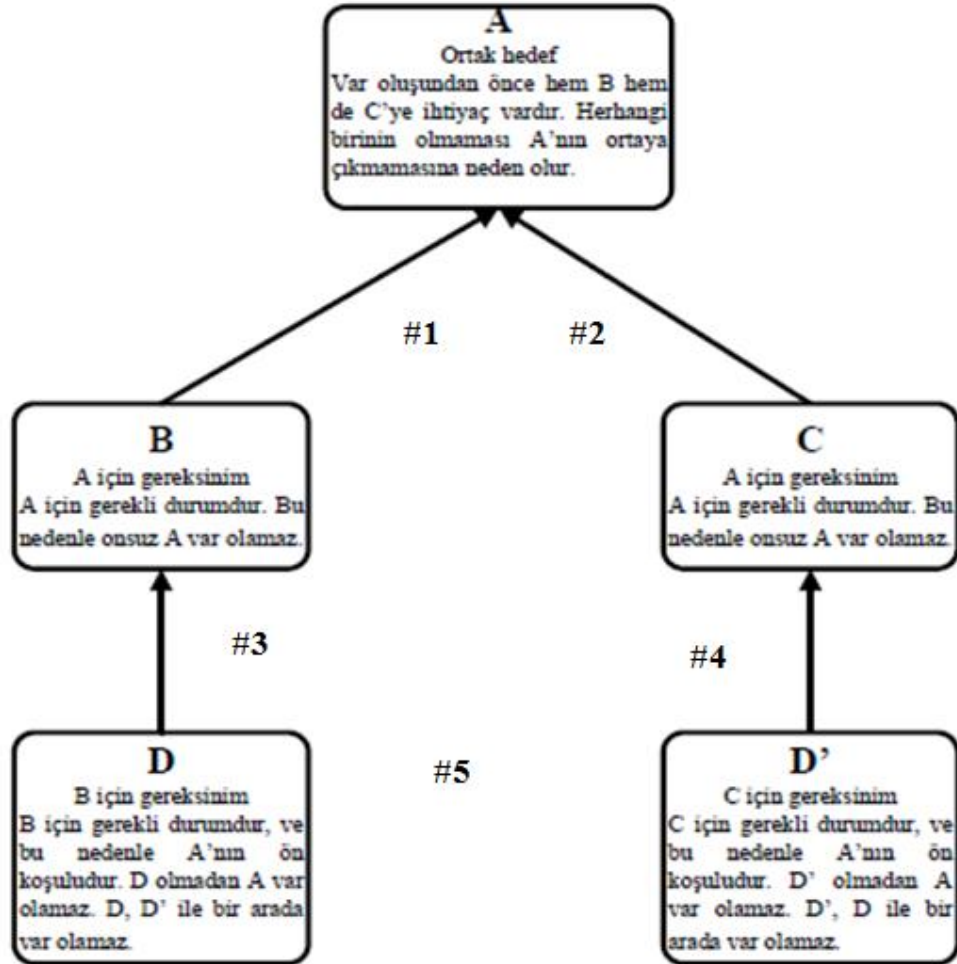 A
Ortak hedef
Var oluşundan önce hem B hem
de C’ye ihtiyaç vardır. Herhangi
birinin olmaması A’nın ortaya
çıkmamasına neden olur.
#1
#2
B
A için gereksinim
A için gerekli durumdur. Bu
nedenle onsuz A var olamaz.
C
A için gereksinim
A için gerekli durumdur. Bu
nedenle onsuz A var olamaz.
#3
#4
D
B için gereksinim
B için gerekli durumdur, ve
bu nedenle A’nın ön
koşuludur. D olmadan A var
olamaz. D, D’ ile bir arada
var olamaz.
#5
D’
C için gereksinim
C için gerekli durumdur, ve
bu nedenle A’nın ön
koşuludur. D’ olmadan A
var olamaz. D’, D ile bir
arada var olamaz.